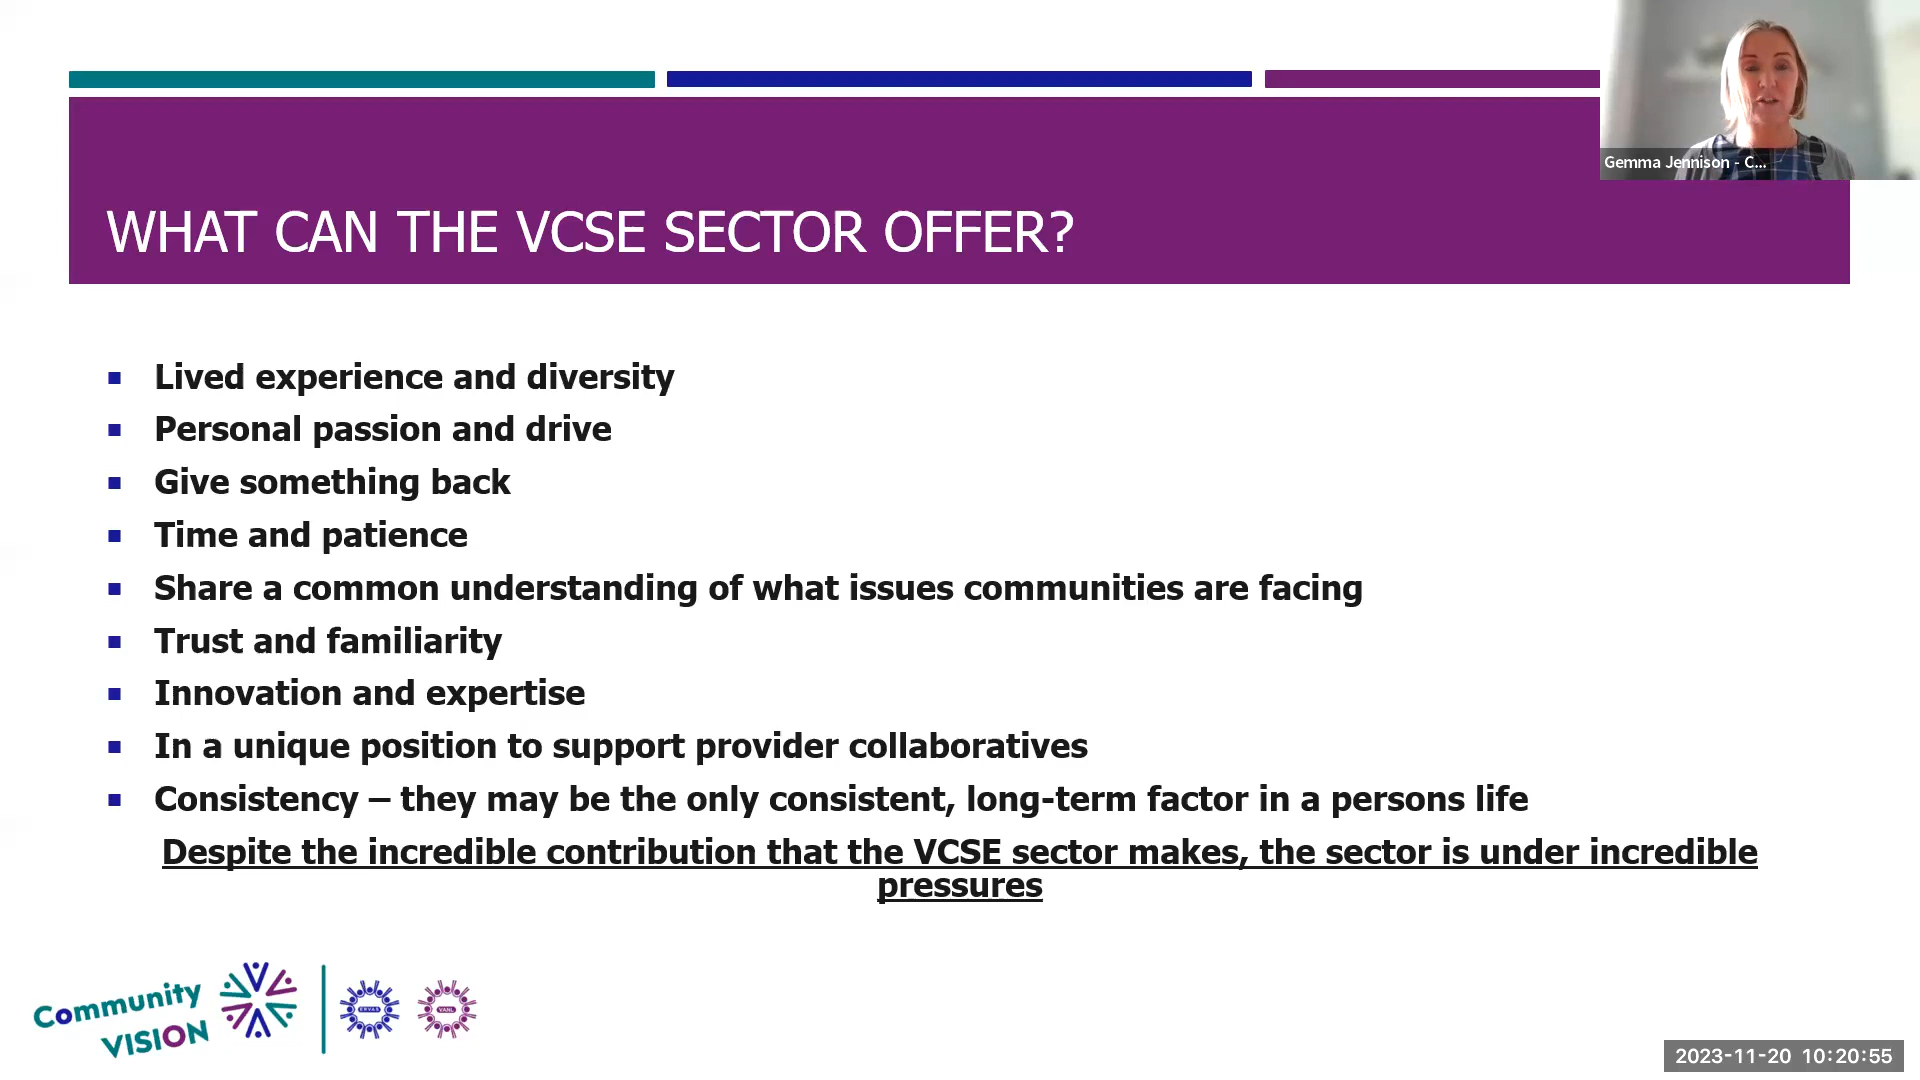 Gemma Jennison - C...
WHAT CAN THE VCSE SECTOR OFFER?
Lived experience and diversity
Personal passion and drive
Give something back
Time and patience
Share a common understanding of what issues communities are facing
Trust and familiarity
Innovation and expertise
In a unique position to support provider collaboratives
Consistency – they may be the only consistent, long-term factor in a persons life
Despite the incredible contribution that the VCSE sector makes, the sector is under incredible
pressures
Community
VISION
VANL
2023-11-20 10:20:55